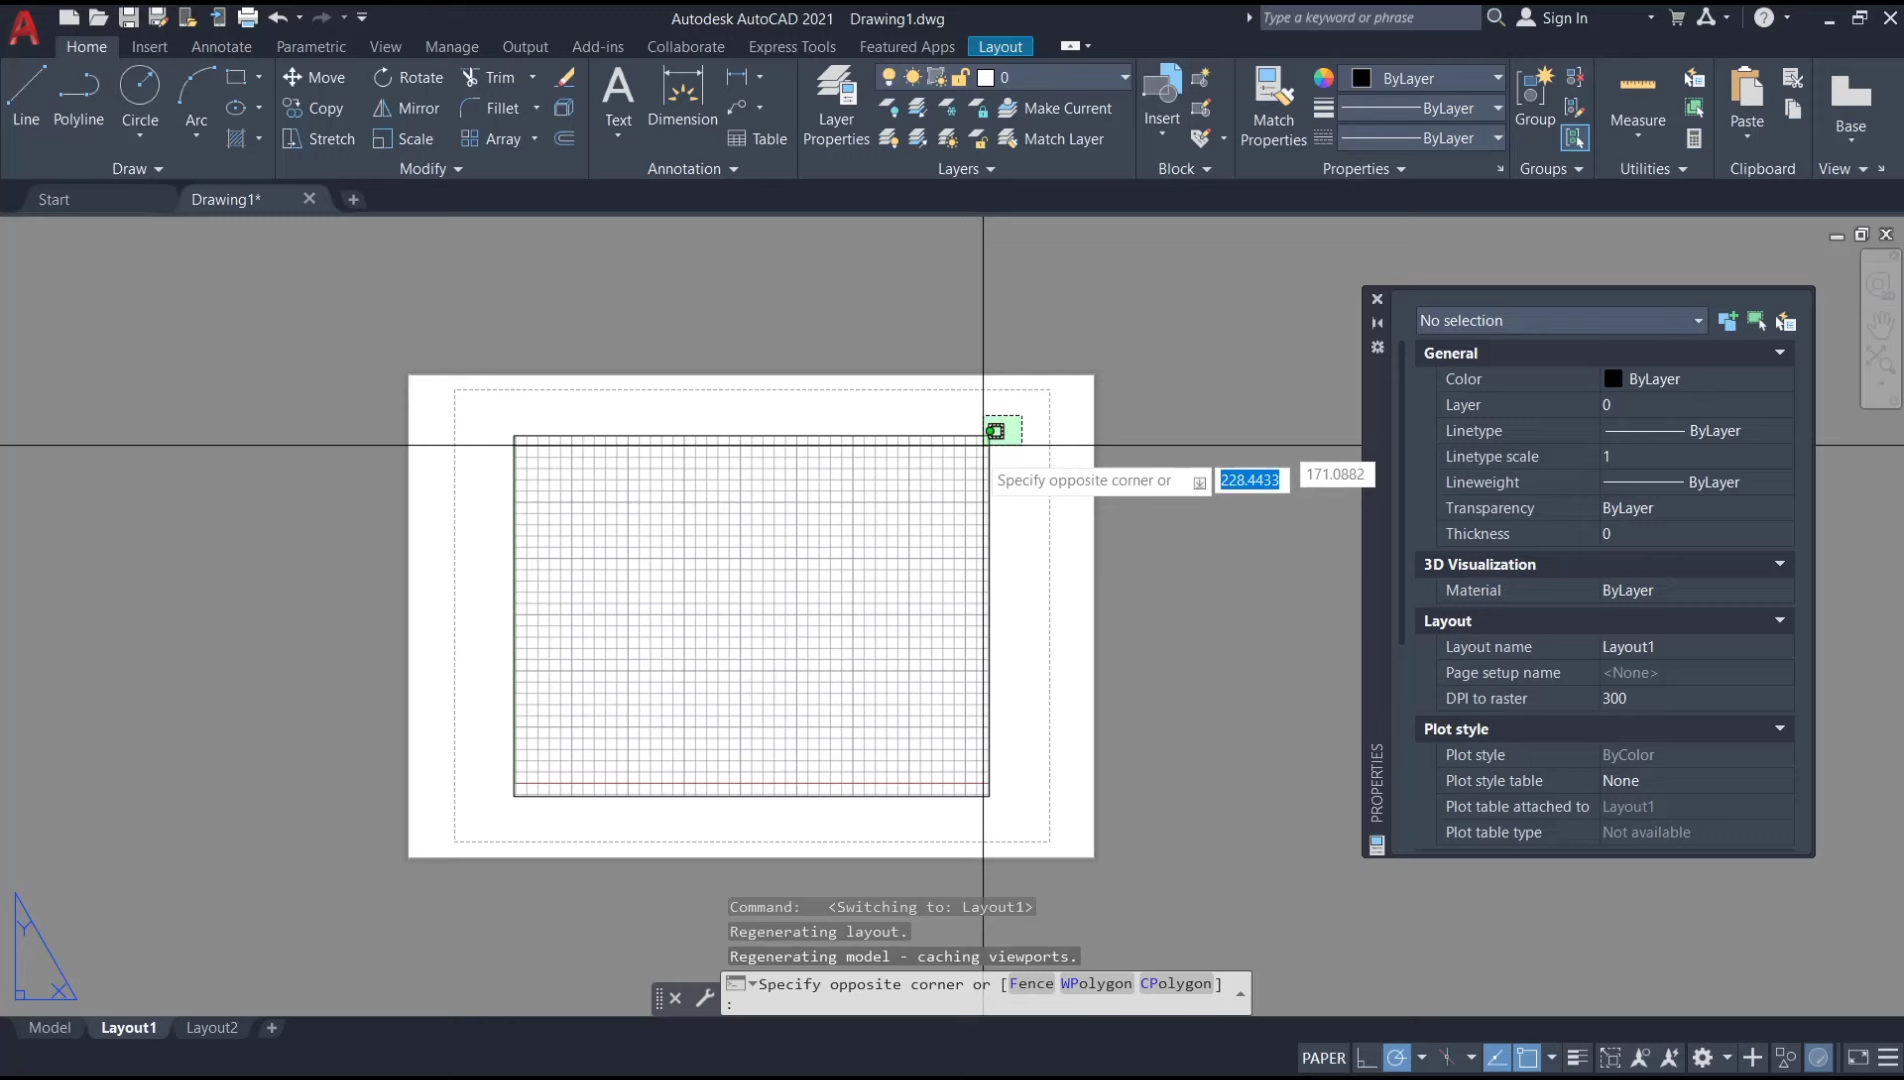 Autodesk AutoCAD 2021 Drawing1.dwg
Type a keyword or phrase
Sign In
Home Insert Annotate Parametric View Manage Output Add-ins Collaborate Express Tools Featured Apps Layout
Move Rotate Trim
0
ByLayer
Line Polyline Circle Arc
Copy Mirror Fillet
Text Dimension
Layer Properties
Make Current
Insert
Match Properties
ByLayer
Group
Measure
Paste
Base
Stretch Scale Array
Table
Match Layer
ByLayer
Draw Modify Annotation Layers Block Properties Groups Utilities Clipboard View
Start Drawing1*
Specify opposite corner or 228.4433 171.0882
No selection
General
Color ByLayer
Layer 0
Linetype ByLayer
Linetype scale 1
Lineweight ByLayer
Transparency ByLayer
Thickness 0
3D Visualization
Material ByLayer
Layout
Layout name Layout1
Page setup name <None>
DPI to raster 300
Plot style
Plot style ByColor
Plot style table None
Plot table attached to Layout1
Plot table type Not available
PROPERTIES
Y
X
Command: <Switching to: Layout1>
Regenerating layout.
Regenerating model - caching viewports.
Specify opposite corner or [Fence WPolygon CPolygon]
:
Model Layout1 Layout2
PAPER